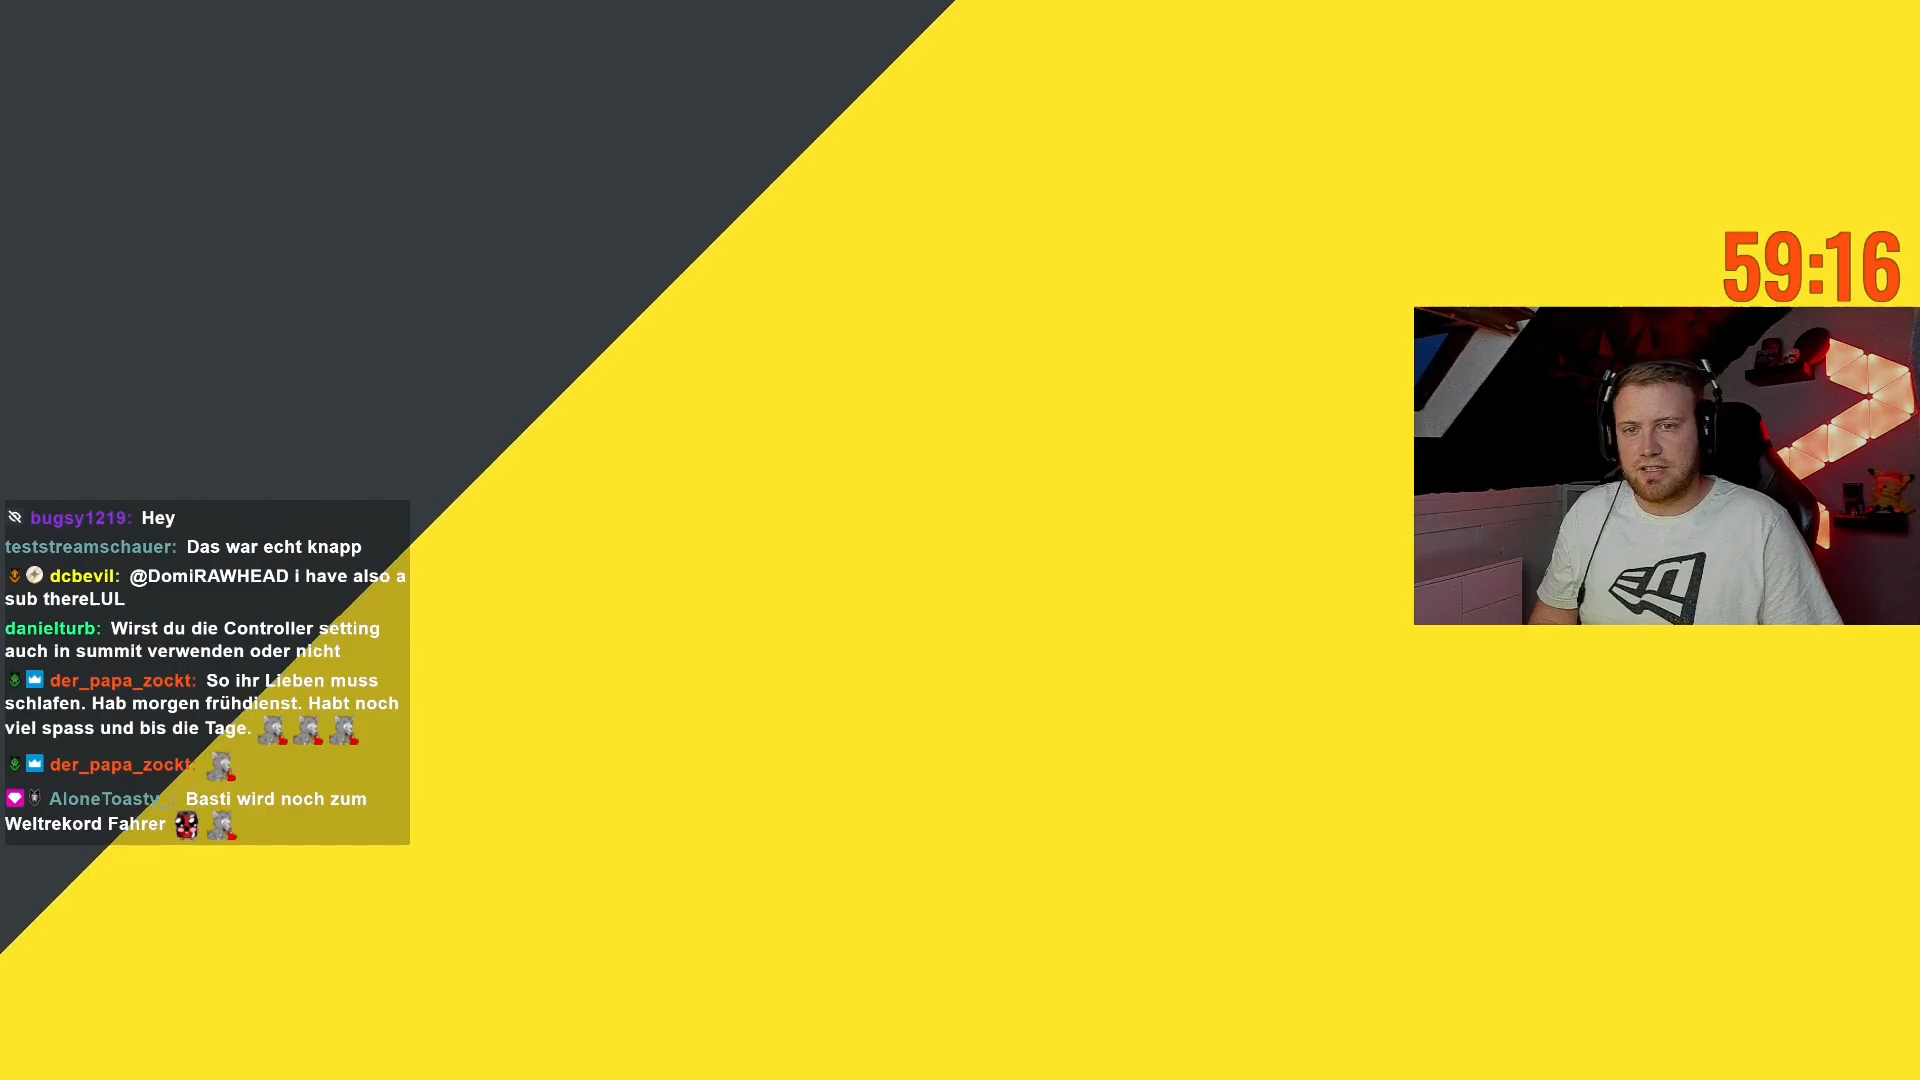 59:16
bugsy1219: Hey
teststreamschauer: Das war echt knapp
dcbevil: @DomiRAWHEAD i have also a
sub thereLUL
danielturb: Wirst du die Controller setting
auch in summit verwenden oder nicht
der_papa_zockt: So ihr Lieben muss
schlafen. Hab morgen frühdienst. Habt noch
viel spass und bis die Tage.
der_papa_zockt:
AloneToasty_: Basti wird noch zum
Weltrekord Fahrer